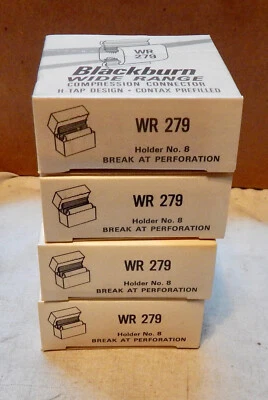 WR
279
Blackburn
WIDE RANGE
COMPRESSION CONNECTOR
H-TAP DESIGN - CONTAX PREFILLED
WR 279
Holder No. 8
BREAK AT PERFORATION
WR 279
Holder No. 8
BREAK AT PERFORATION
WR 279
Holder No. 8
BREAK AT PERFORATION
WR 279
Holder No. 8
BREAK AT PERFORATION